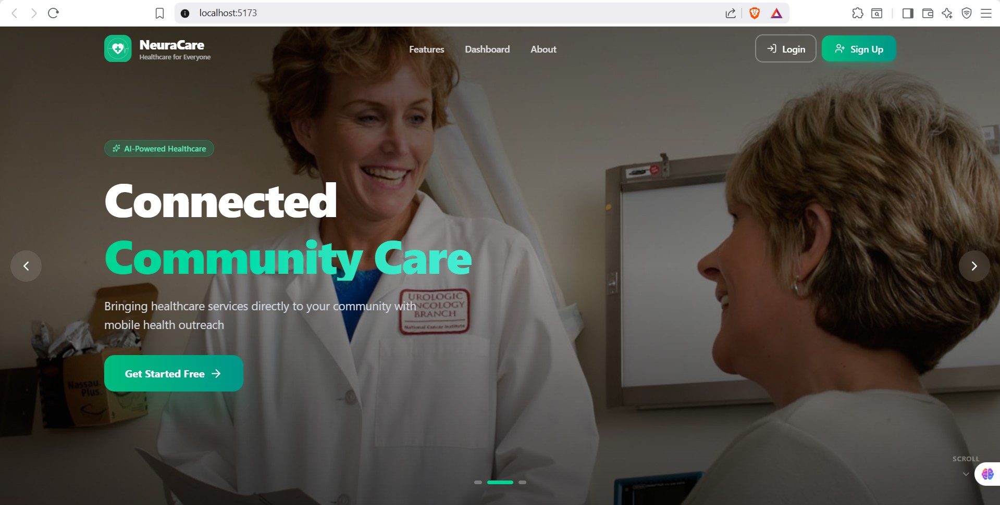 localhost:5173
NeuraCare
Healthcare for Everyone
Features
Dashboard
About
Login
Sign Up
AI-Powered Healthcare
Connected
Community Care
UROLOGIC
ONCOLOGY
BRANCH
National Cancer Institute
Bringing healthcare services directly to your community with
mobile health outreach
Get Started Free
Nassau.
Plus.
SCROLL